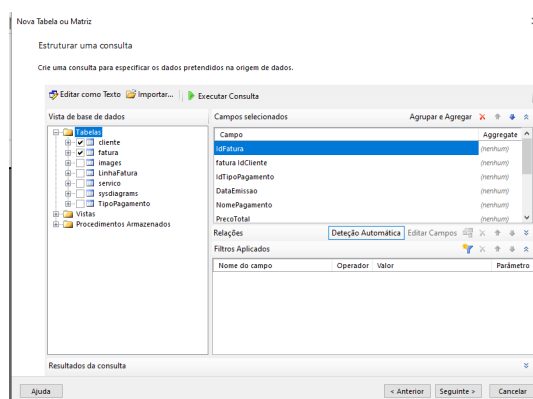 Nova Tabela ou Matriz
Estruturar uma consulta
Crie uma consulta para especificar os dados pretendidos na origem de dados.
Editar como Texto Importar... Executar Consulta
Vista de base de dados
Tabelas
cliente
fatura
images
LinhaFatura
servico
sysdiagrams
TipoPagamento
Vistas
Procedimentos Armazenados
Campos selecionados Agrupar e Agregar
Campo Aggregate
IdFatura (nenhum)
fatura IdCliente (nenhum)
IdTipoPagamento (nenhum)
DataEmissao (nenhum)
NomePagamento (nenhum)
PrecoTotal (nenhum)
Relações Deteção Automática Editar Campos
Filtros Aplicados
Nome do campo Operador Valor Parâmetro
Resultados da consulta
Ajuda < Anterior Seguinte > Cancelar